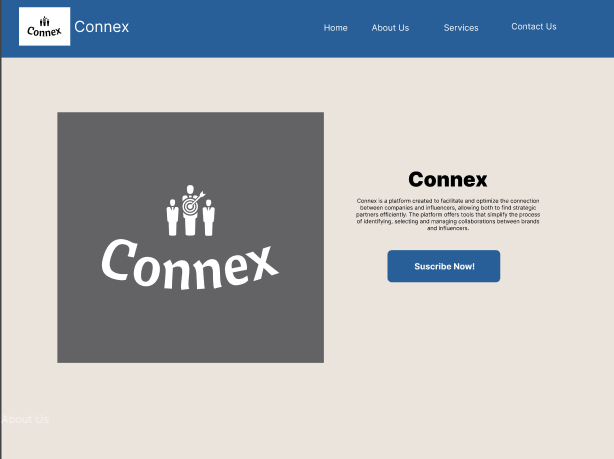 Connex
Connex
Home
About Us
Services
Contact Us
Connex
Connex
Connex is a platform created to facilitate and optimize the connection
between companies and influencers, allowing both to find strategic
partners efficiently. The platform offers tools that simplify the process
of identifying, selecting and managing collaborations between brands
and influencers.
Suscribe Now!
About Us